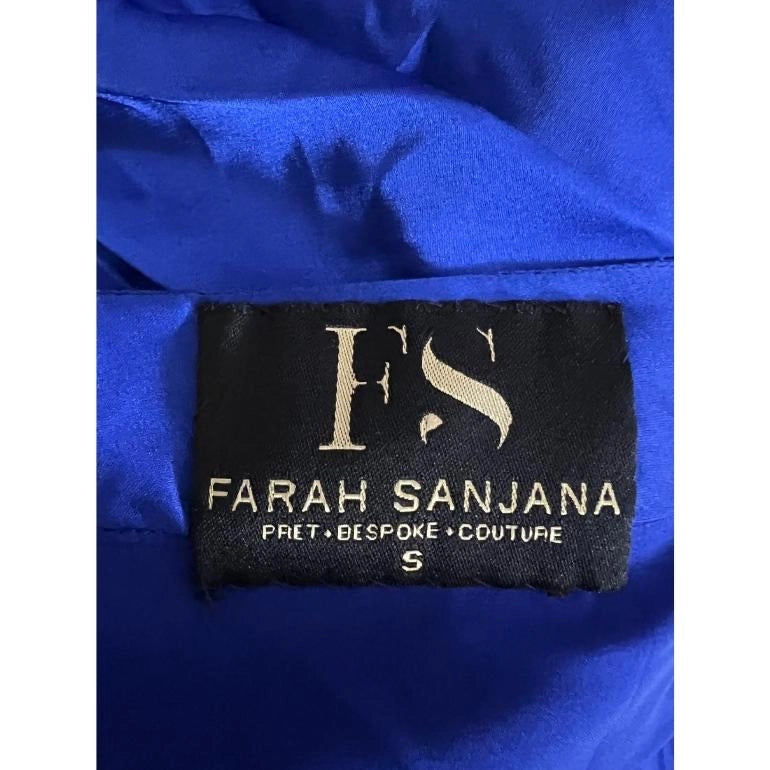 FS
FARAH SANJANA
PRET • BESPOKE • COUTURE
S